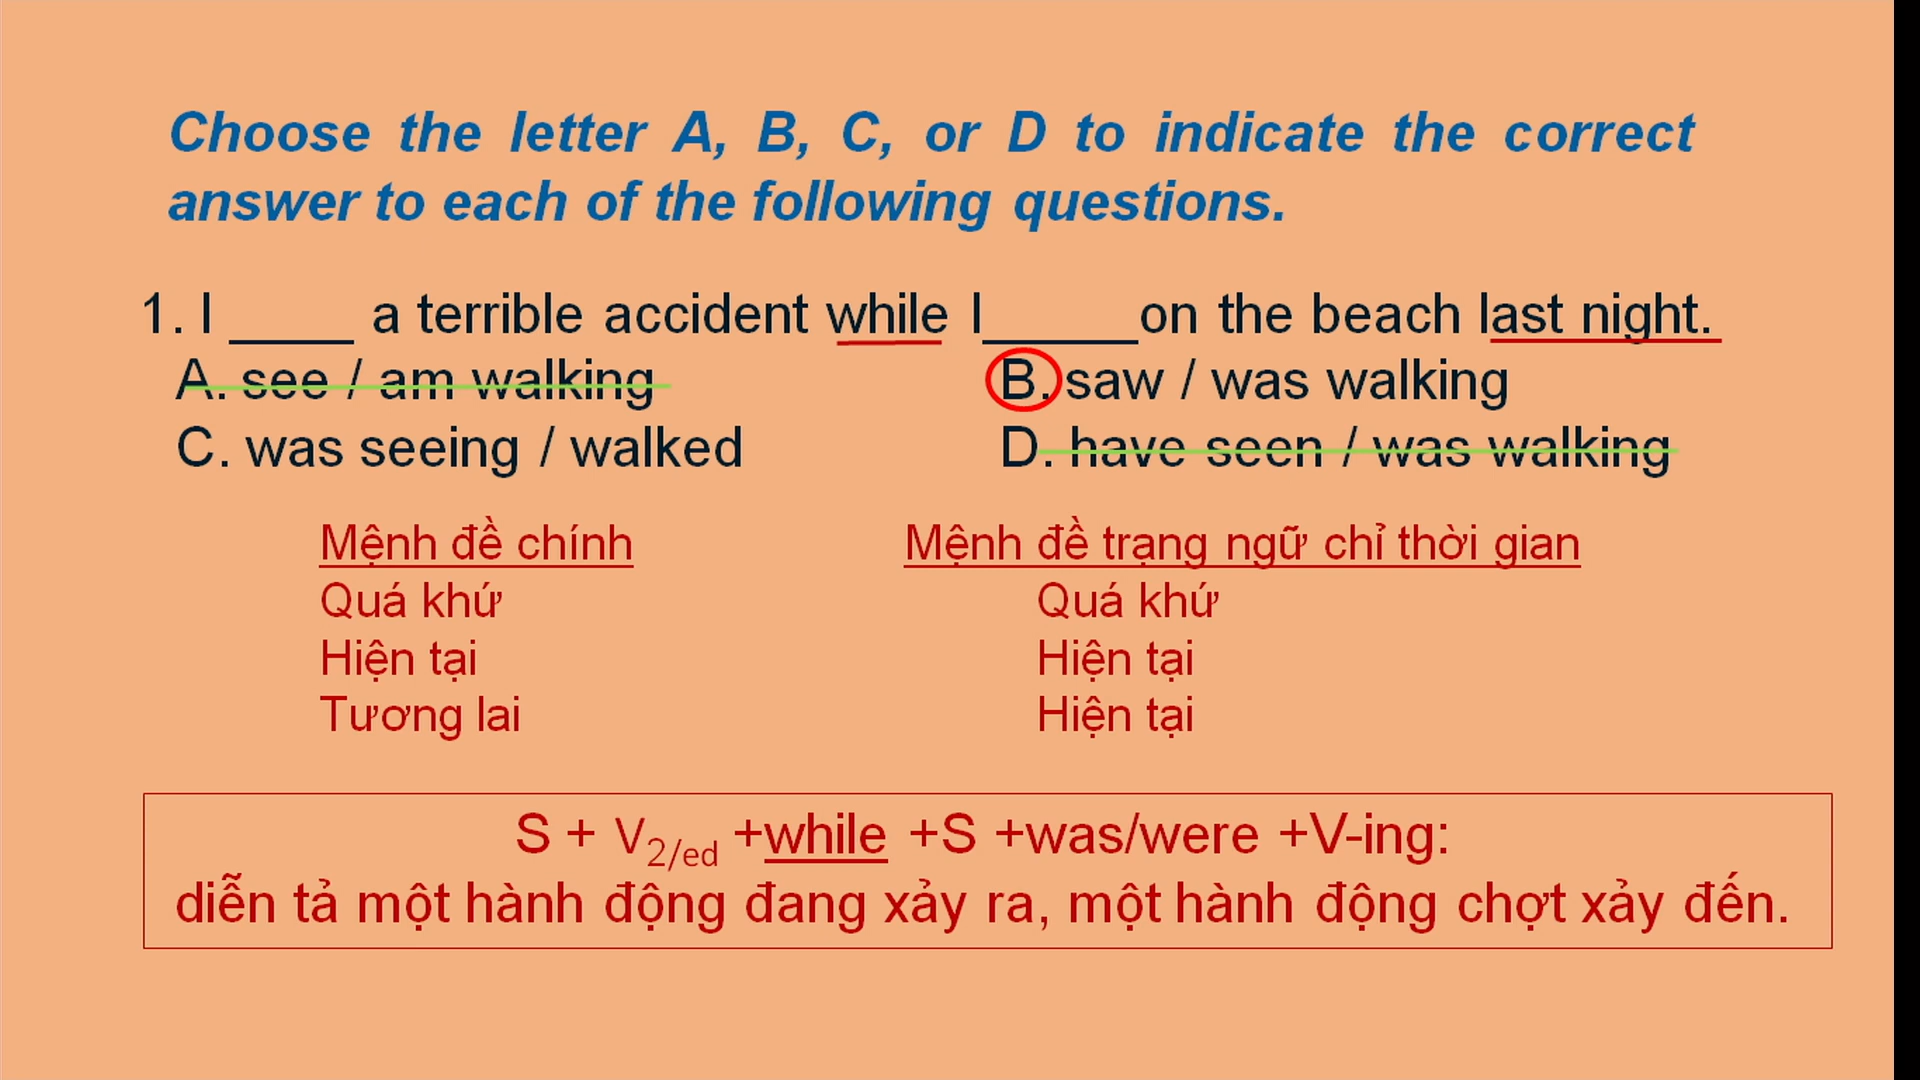 Choose the letter A, B, C, or D to indicate the correct
answer to each of the following questions.
1. I ____ a terrible accident while I_____on the beach last night.
A. see / am walking B. saw / was walking
C. was seeing / walked D. have seen / was walking
Mệnh đề chính Mệnh đề trạng ngữ chỉ thời gian
Quá khứ Quá khứ
Hiện tại Hiện tại
Tương lai Hiện tại
S + V2/ed +while +S +was/were +V-ing:
diễn tả một hành động đang xảy ra, một hành động chợt xảy đến.